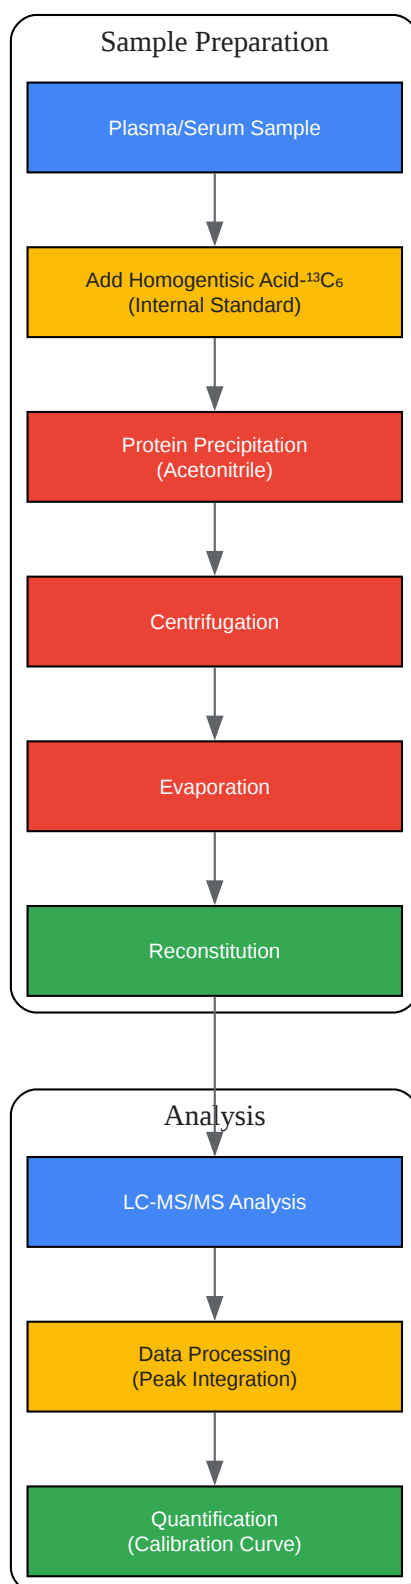 Sample Preparation
Plasma/Serum Sample
Add Homogentisic Acid-¹³C₆
(Internal Standard)
Protein Precipitation
(Acetonitrile)
Centrifugation
Evaporation
Reconstitution
Analysis
LC-MS/MS Analysis
Data Processing
(Peak Integration)
Quantification
(Calibration Curve)